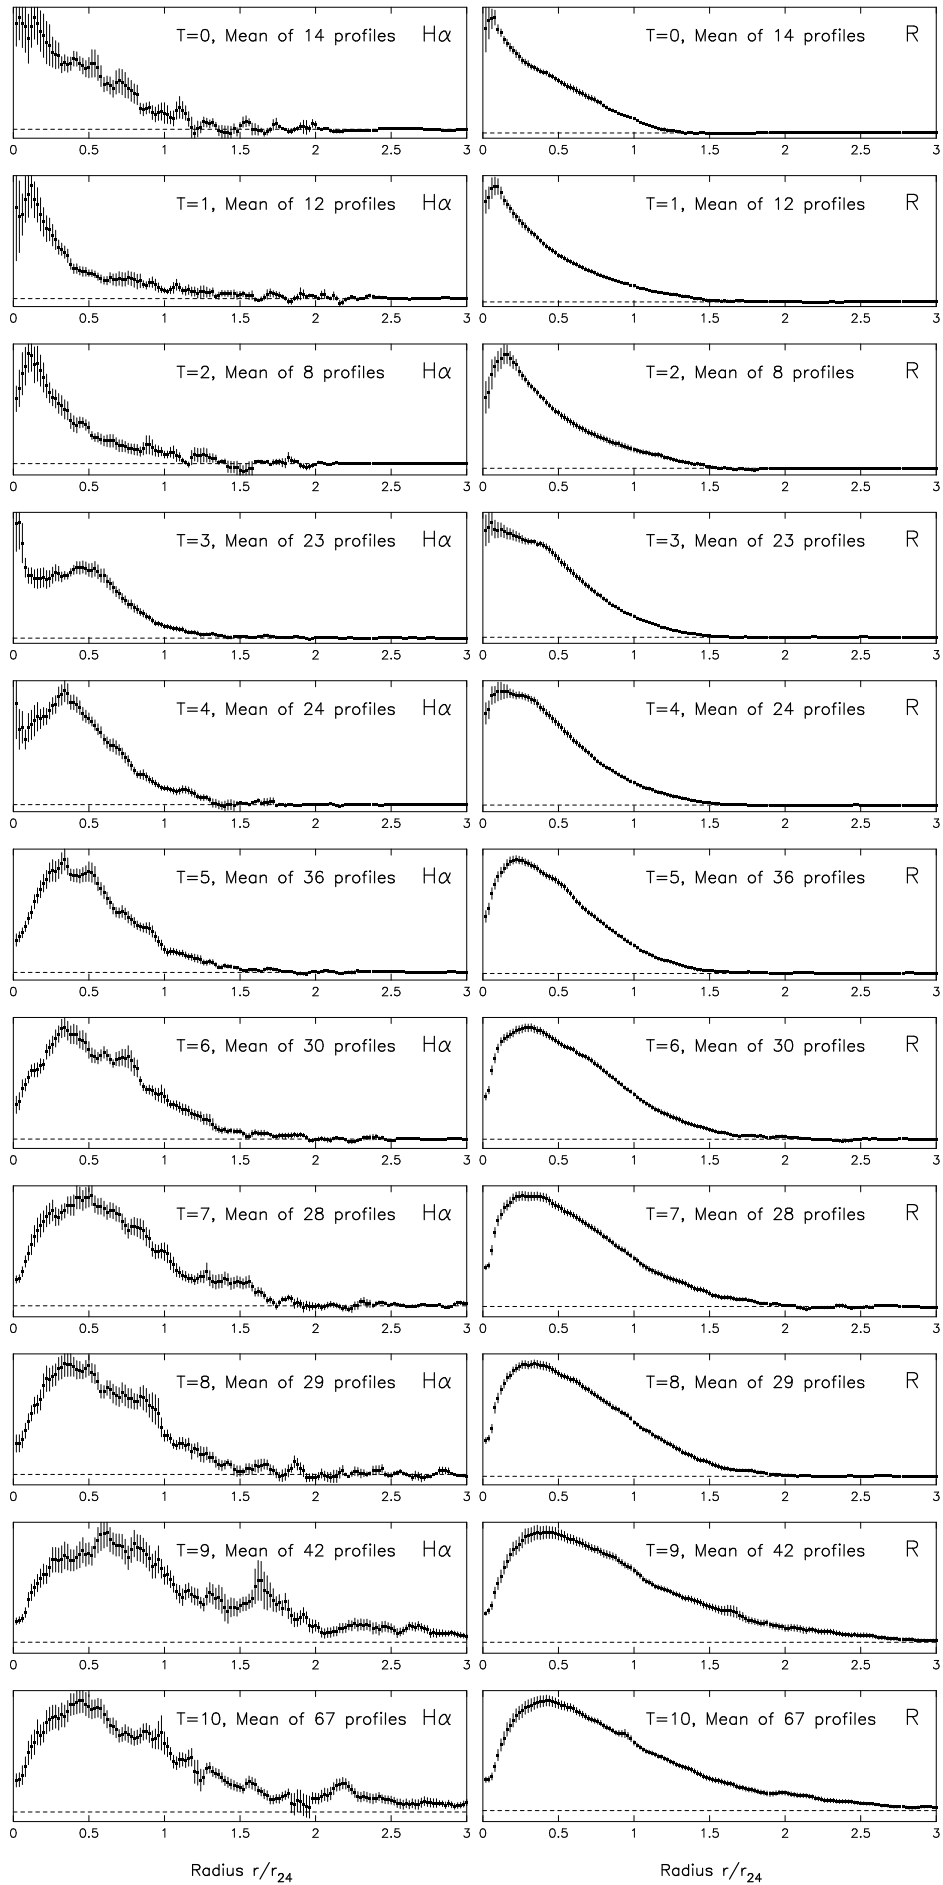 T=0, Mean of 14 profiles Hα T=0, Mean of 14 profiles R
0 0.5 1 1.5 2 2.5 3 0 0.5 1 1.5 2 2.5 3
T=1, Mean of 12 profiles Hα T=1, Mean of 12 profiles R
0 0.5 1 1.5 2 2.5 3 0 0.5 1 1.5 2 2.5 3
T=2, Mean of 8 profiles Hα T=2, Mean of 8 profiles R
0 0.5 1 1.5 2 2.5 3 0 0.5 1 1.5 2 2.5 3
T=3, Mean of 23 profiles Hα T=3, Mean of 23 profiles R
0 0.5 1 1.5 2 2.5 3 0 0.5 1 1.5 2 2.5 3
T=4, Mean of 24 profiles Hα T=4, Mean of 24 profiles R
0 0.5 1 1.5 2 2.5 3 0 0.5 1 1.5 2 2.5 3
T=5, Mean of 36 profiles Hα T=5, Mean of 36 profiles R
0 0.5 1 1.5 2 2.5 3 0 0.5 1 1.5 2 2.5 3
T=6, Mean of 30 profiles Hα T=6, Mean of 30 profiles R
0 0.5 1 1.5 2 2.5 3 0 0.5 1 1.5 2 2.5 3
T=7, Mean of 28 profiles Hα T=7, Mean of 28 profiles R
0 0.5 1 1.5 2 2.5 3 0 0.5 1 1.5 2 2.5 3
T=8, Mean of 29 profiles Hα T=8, Mean of 29 profiles R
0 0.5 1 1.5 2 2.5 3 0 0.5 1 1.5 2 2.5 3
T=9, Mean of 42 profiles Hα T=9, Mean of 42 profiles R
0 0.5 1 1.5 2 2.5 3 0 0.5 1 1.5 2 2.5 3
T=10, Mean of 67 profiles Hα T=10, Mean of 67 profiles R
0 0.5 1 1.5 2 2.5 3 0 0.5 1 1.5 2 2.5 3
Radius r/r24 Radius r/r24